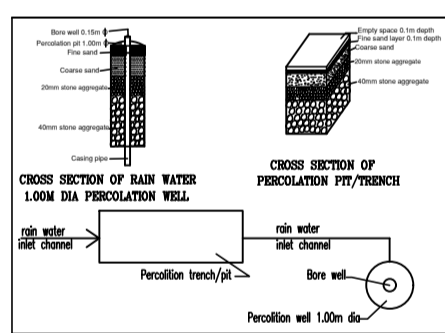 Bore well 0.15m ϕ
Percolation pit 1.00m ϕ
Fine sand
Coarse sand
20mm stone aggregate
40mm stone aggregate
Casing pipe
CROSS SECTION OF RAIN WATER
1.00M DIA PERCOLATION WELL
Empty space 0.1m depth
Fine sand layer 0.1m depth
Coarse sand
20mm stone aggregate
40mm stone aggregate
CROSS SECTION OF
PERCOLATION PIT/TRENCH
rain water
inlet channel
Percolition trench/pit
rain water
inlet channel
Bore well
Percolition well 1.00m dia